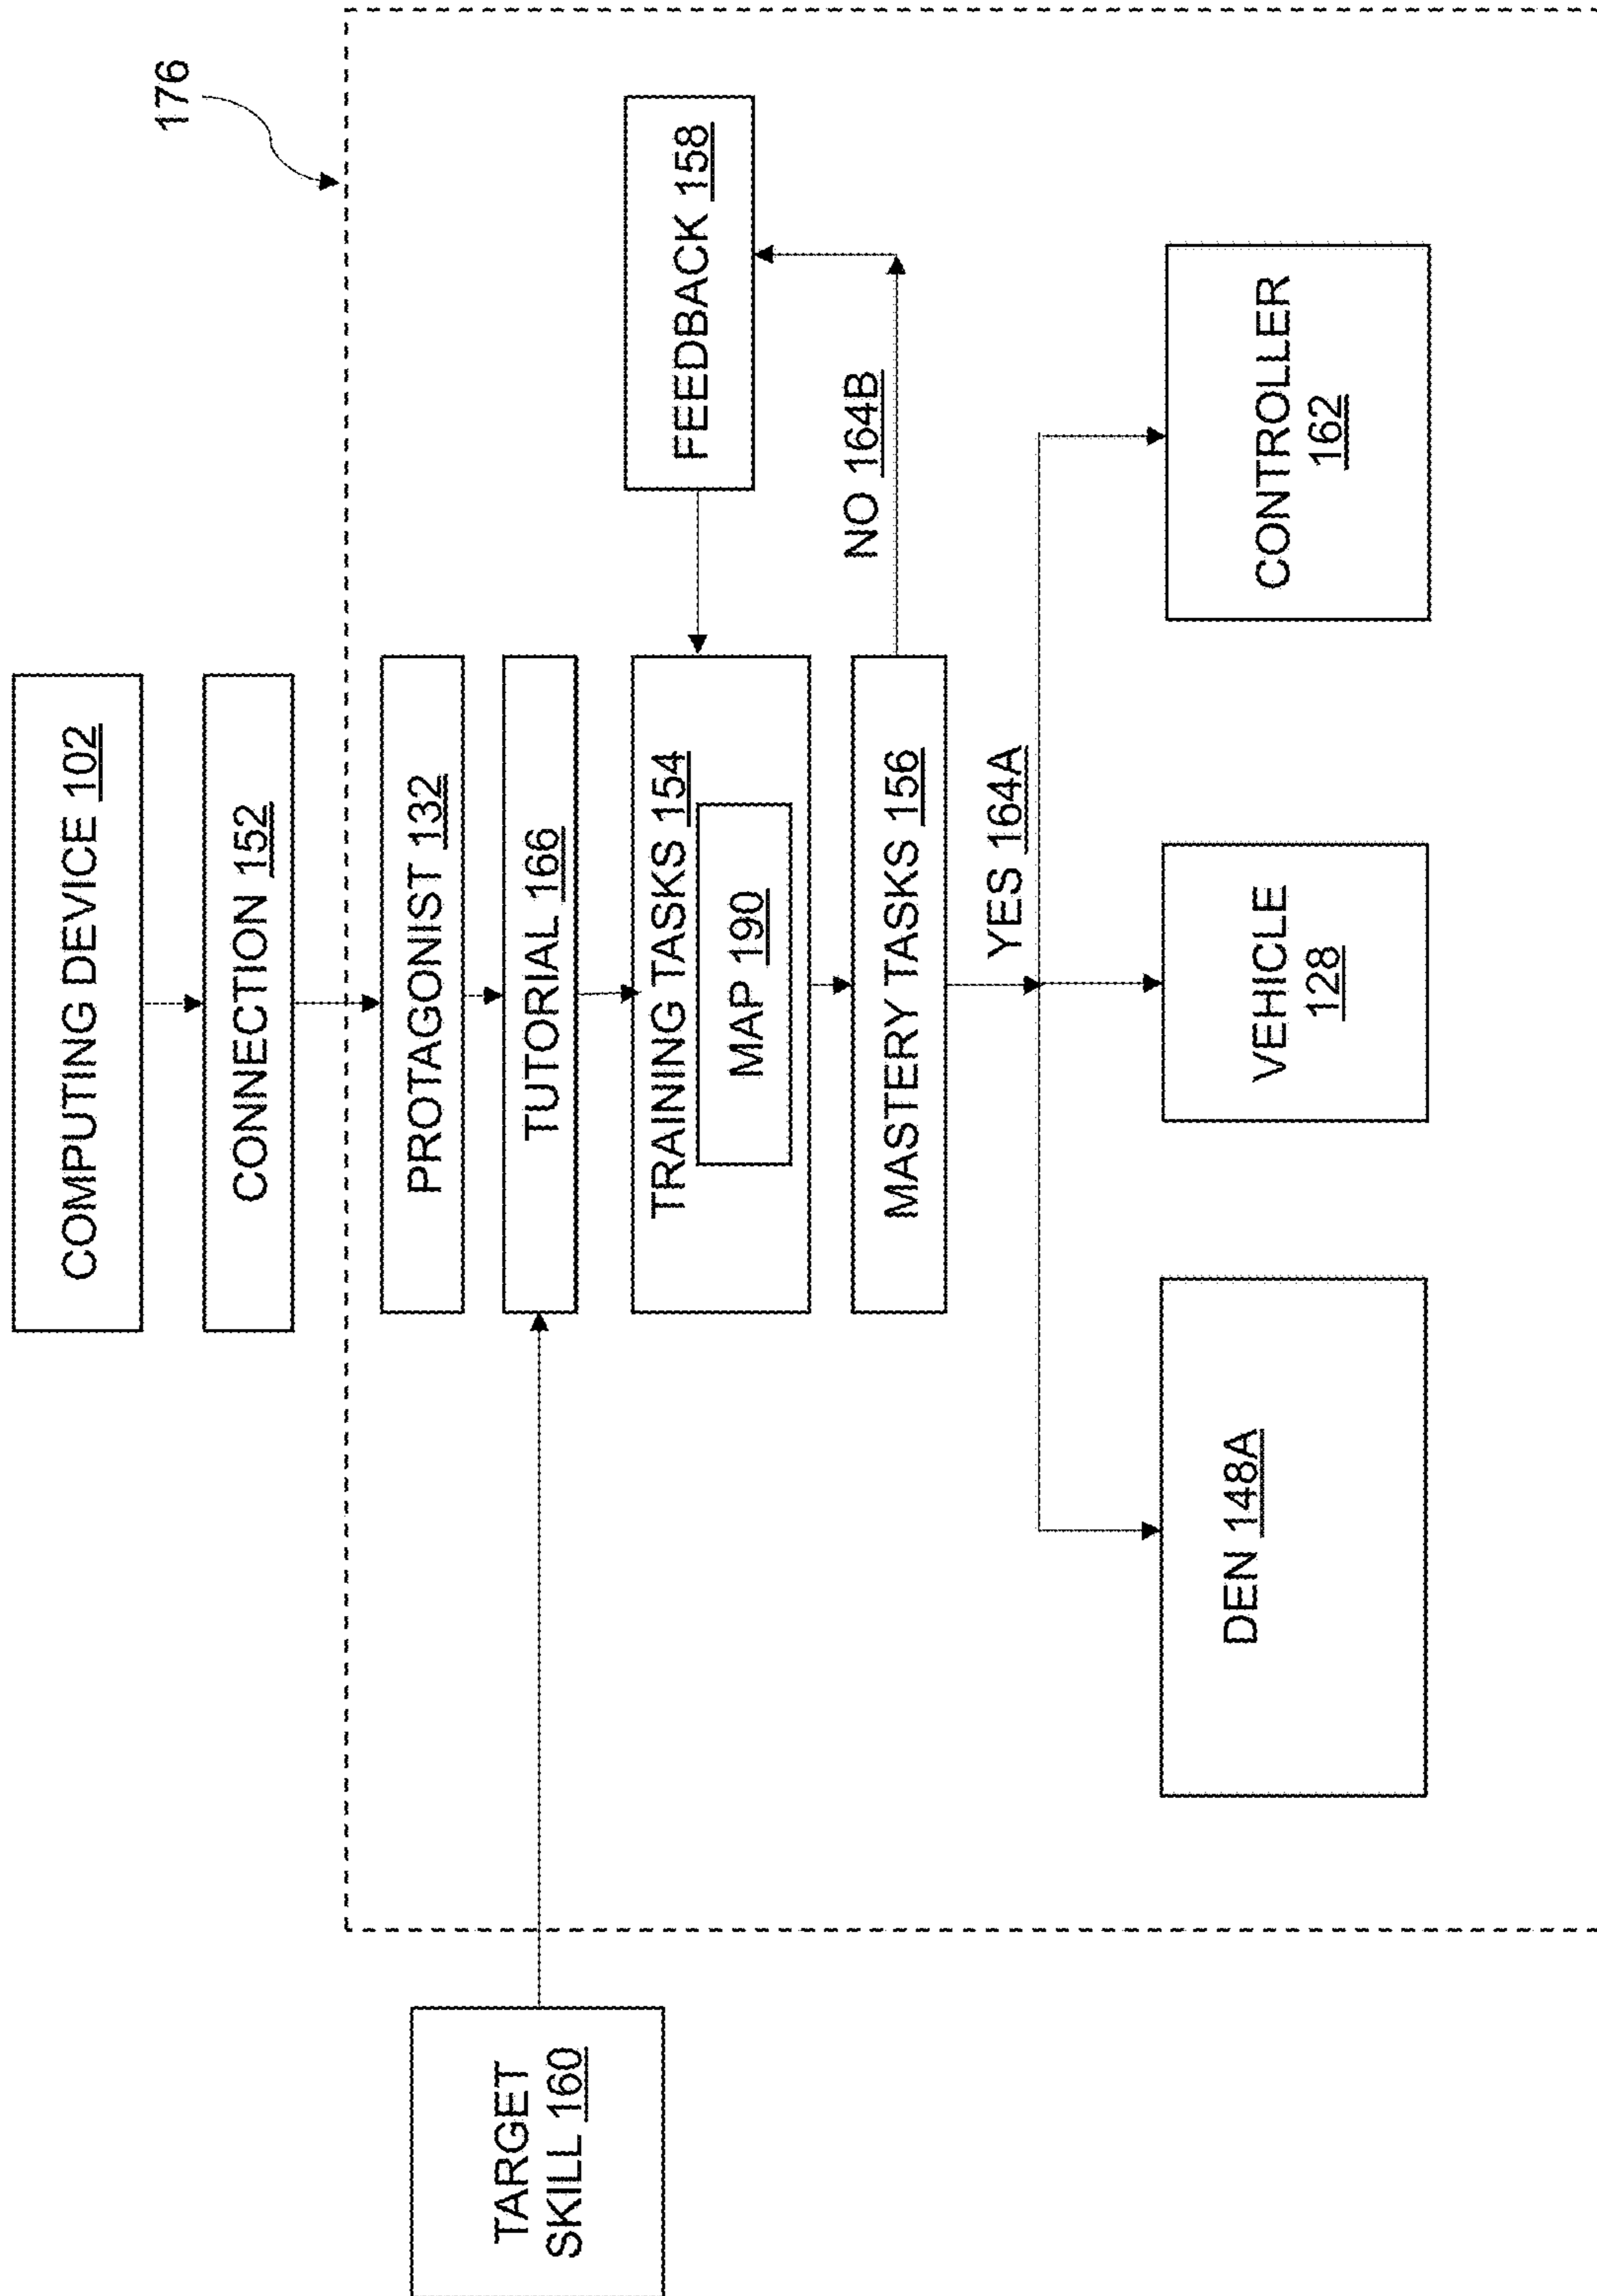 COMPUTING DEVICE 102
176
CONNECTION 152
PROTAGONIST 132
TARGET
SKILL 160
TUTORIAL 166
TRAINING TASKS 154
MAP 190
FEEDBACK 158
MASTERY TASKS 156
NO 164B
YES 164A
DEN 148A
VEHICLE
128
CONTROLLER
162